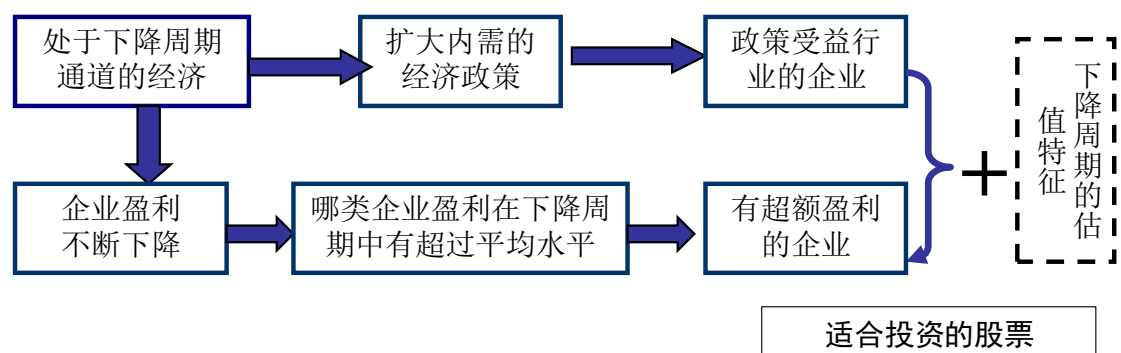 处于下降周期
通道的经济
扩大内需的
经济政策
政策受益行
业的企业
企业盈利
不断下降
哪类企业盈利在下降周
期中有超过平均水平
有超额盈利
的企业
+
下降周期的估
值特征
适合投资的股票